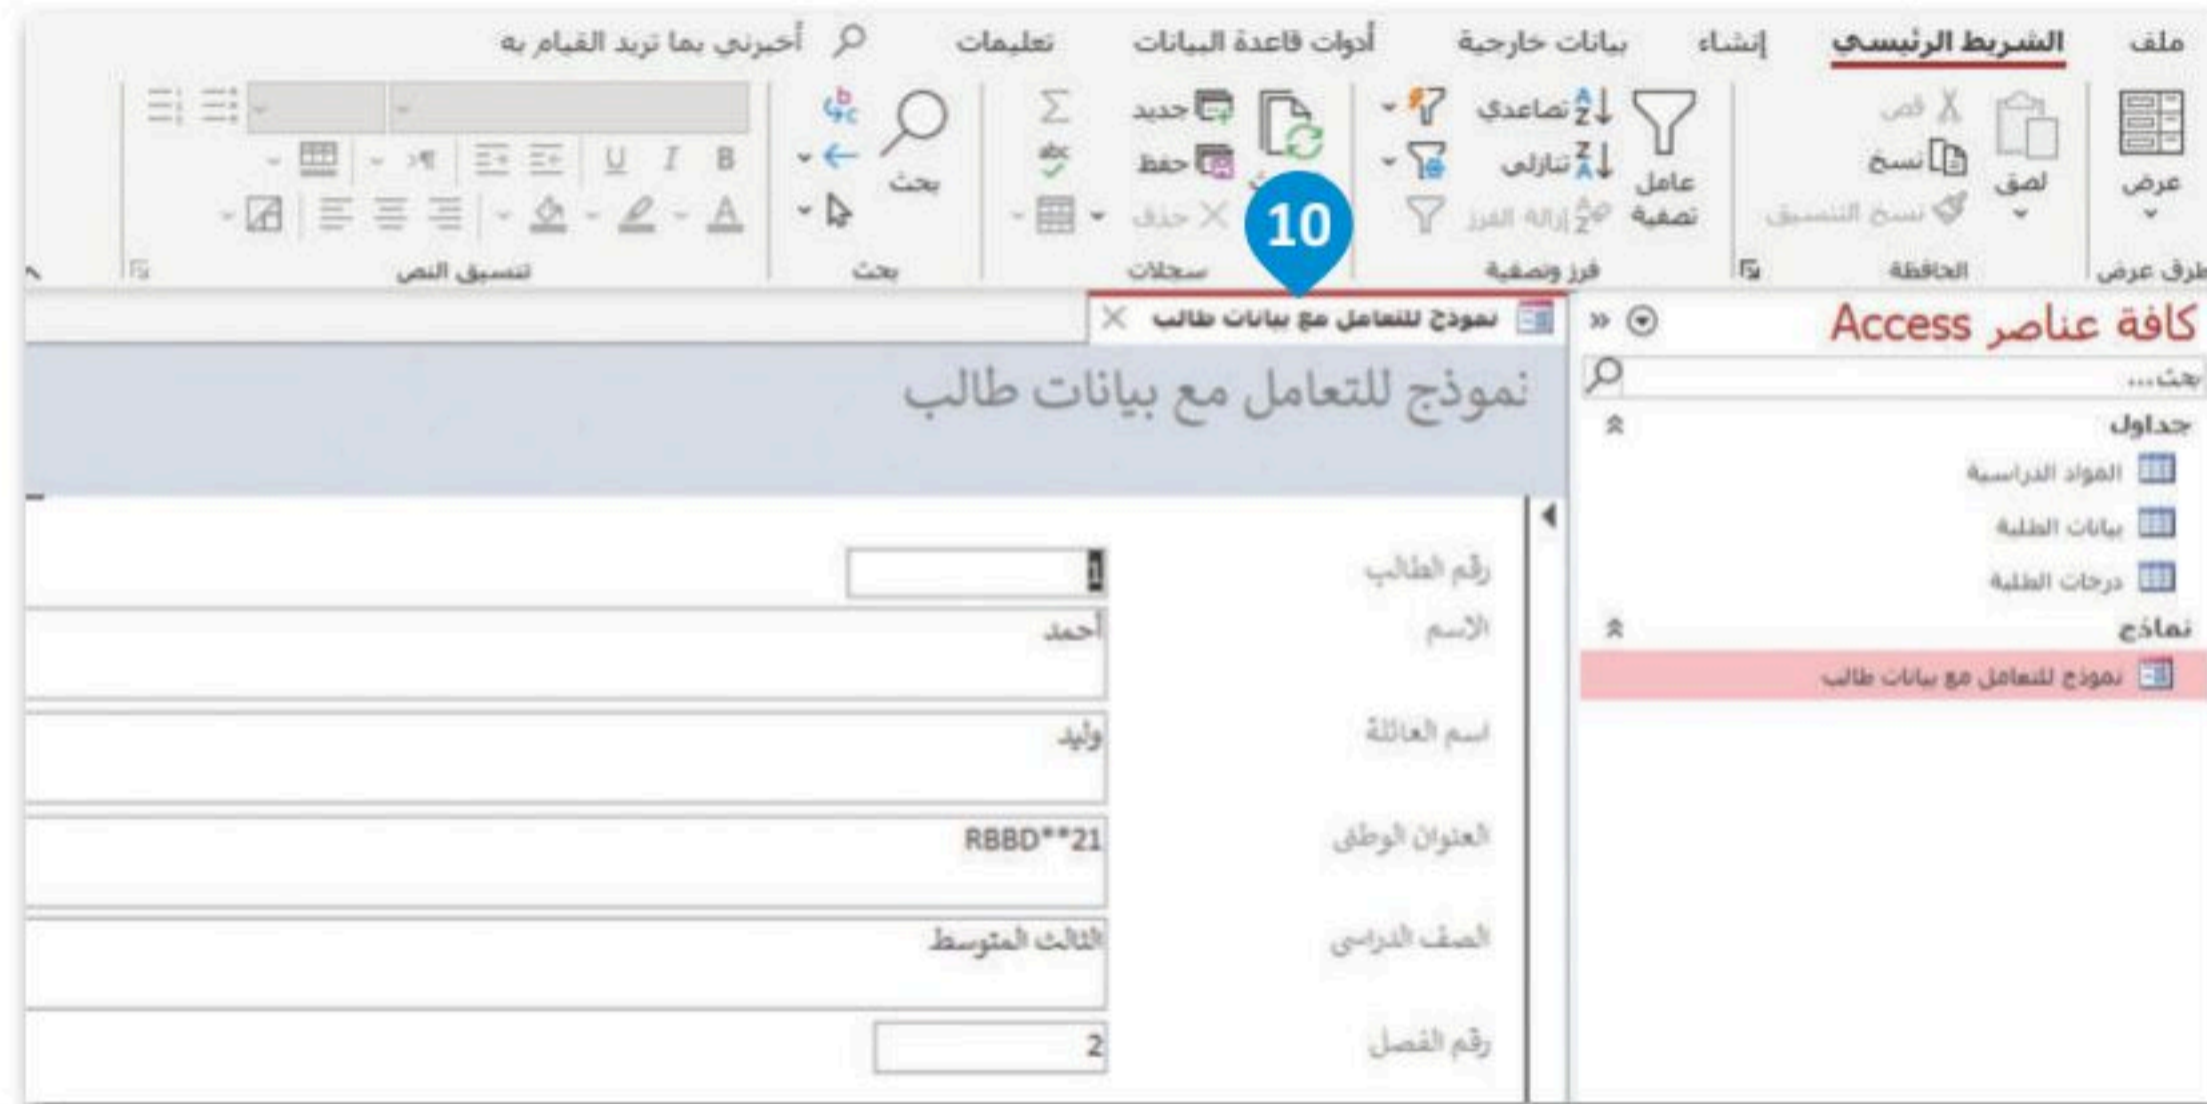 ملف الشريط الرئيسي إنشاء بيانات خارجية أدوات قاعدة البيانات تعليمات أخبرني بما تريد القيام به
عرض
لصق
قص
نسخ
نسخ التنسيق
عامل تصفية
تصاعدي
تنازلي
إزالة الفرز
جديد
حفظ
حذف
بحث
طرق عرض الحافظة فرز وتصفية سجلات بحث تنسيق النص
10
كافة عناصر Access
بحث...
جداول
المواد الدراسية
بيانات الطلبة
درجات الطلبة
نماذج
نموذج للتعامل مع بيانات طالب
نموذج للتعامل مع بيانات طالب
نموذج للتعامل مع بيانات طالب
رقم الطالب 1
الاسم أحمد
اسم العائلة وليد
العنوان الوطني RBBD**21
الصف الدراسي الثالث المتوسط
رقم الفصل 2